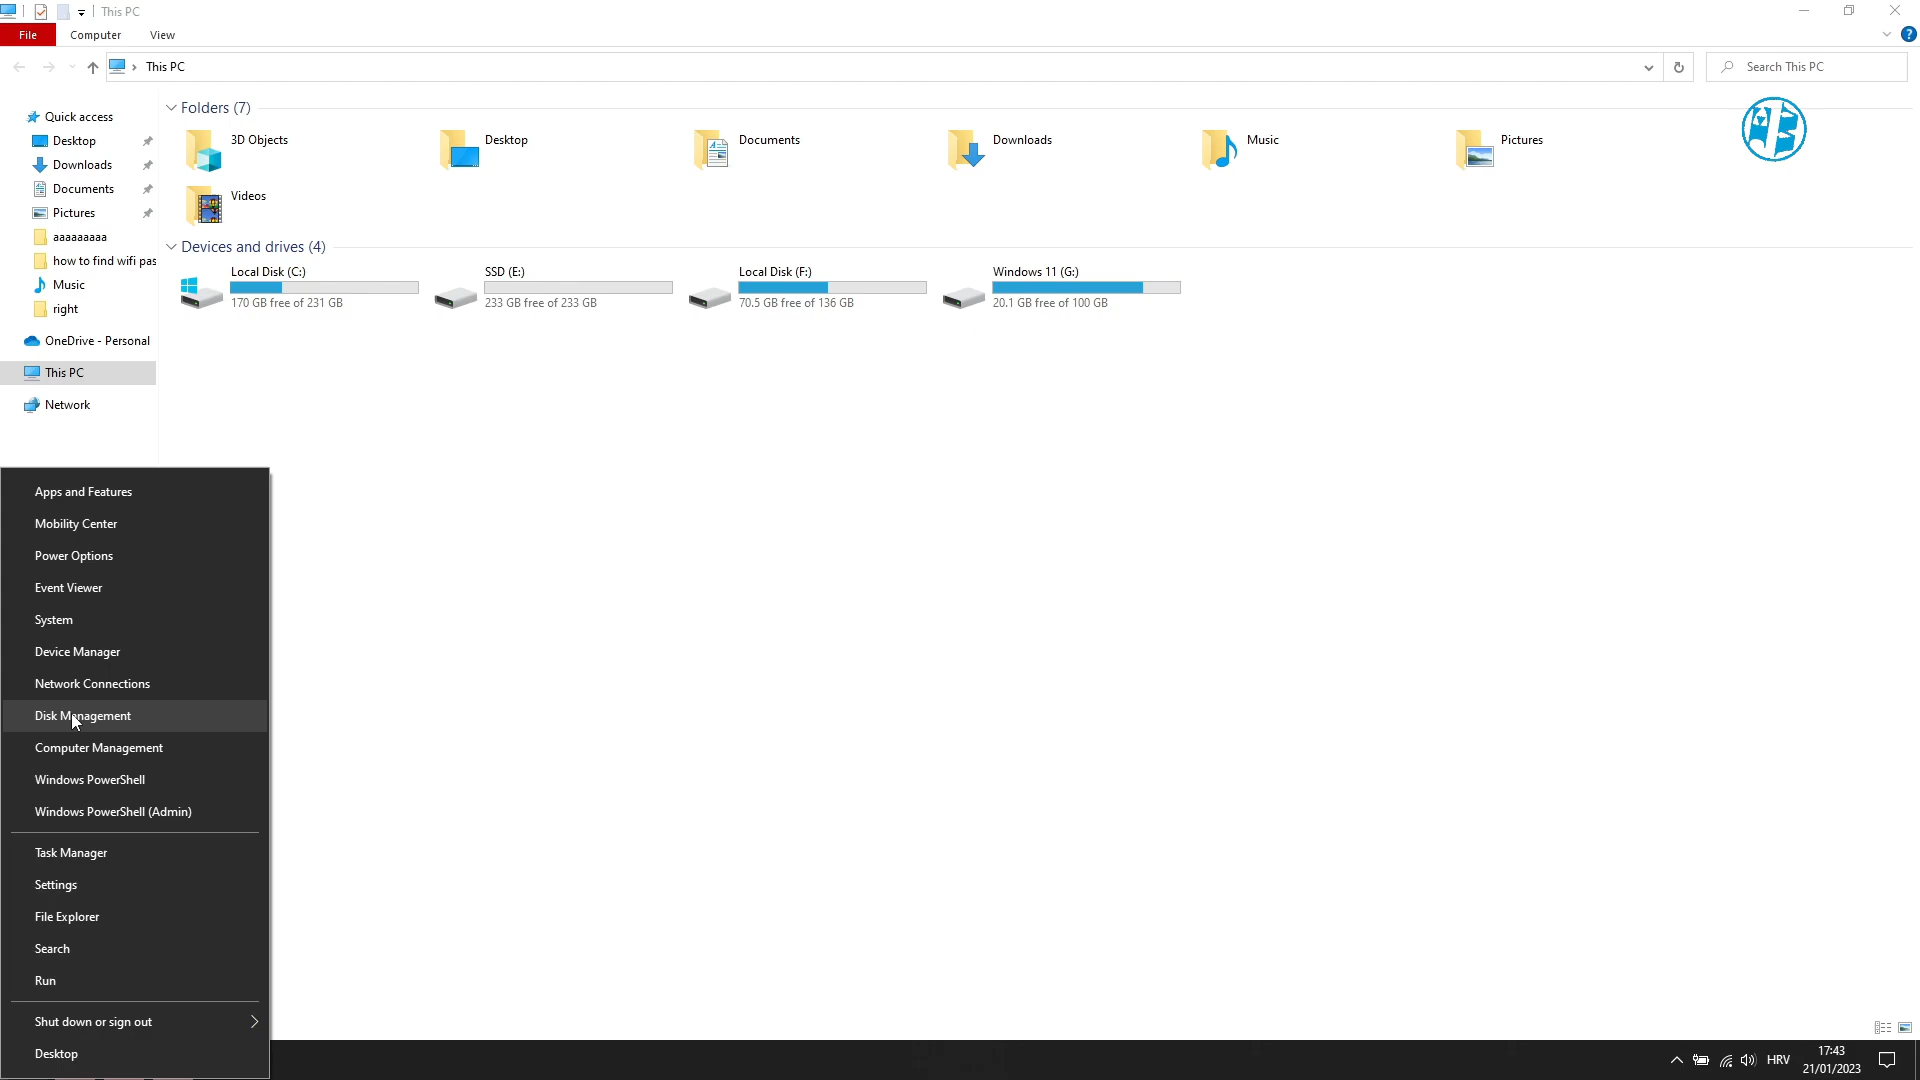 This PC
File
Computer
View
This PC
Search This PC
Quick access
Desktop
Downloads
Documents
Pictures
aaaaaaaaa
how to find wifi pas
Music
right
OneDrive - Personal
This PC
Network
Folders (7)
3D Objects
Desktop
Documents
Downloads
Music
Pictures
Videos
Devices and drives (4)
Local Disk (C:)
170 GB free of 231 GB
SSD (E:)
233 GB free of 233 GB
Local Disk (F:)
70.5 GB free of 136 GB
Windows 11 (G:)
20.1 GB free of 100 GB
Apps and Features
Mobility Center
Power Options
Event Viewer
System
Device Manager
Network Connections
Disk Management
Computer Management
Windows PowerShell
Windows PowerShell (Admin)
Task Manager
Settings
File Explorer
Search
Run
Shut down or sign out
Desktop
HRV
17:43
21/01/2023